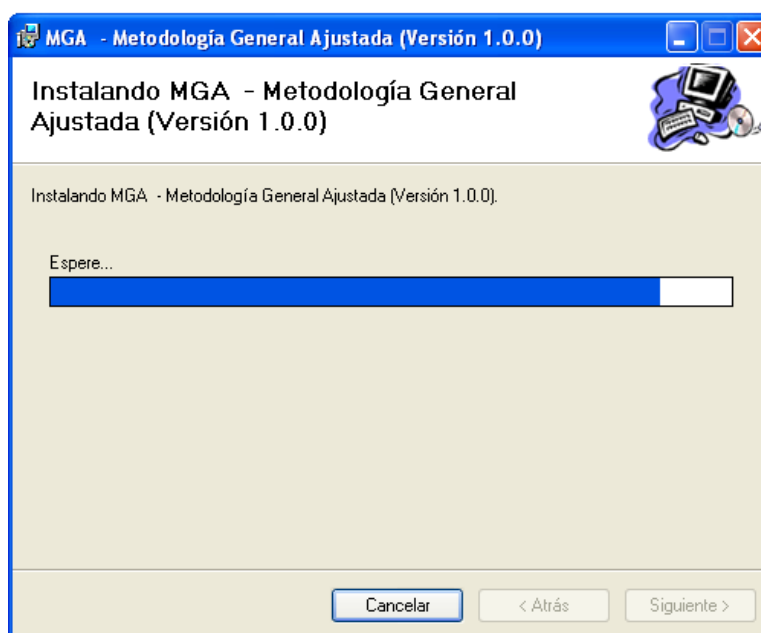 MGA - Metodología General Ajustada (Versión 1.0.0)
Instalando MGA - Metodología General
Ajustada (Versión 1.0.0)
Instalando MGA - Metodología General Ajustada (Versión 1.0.0).
Espere...
Cancelar
< Atrás
Siguiente >